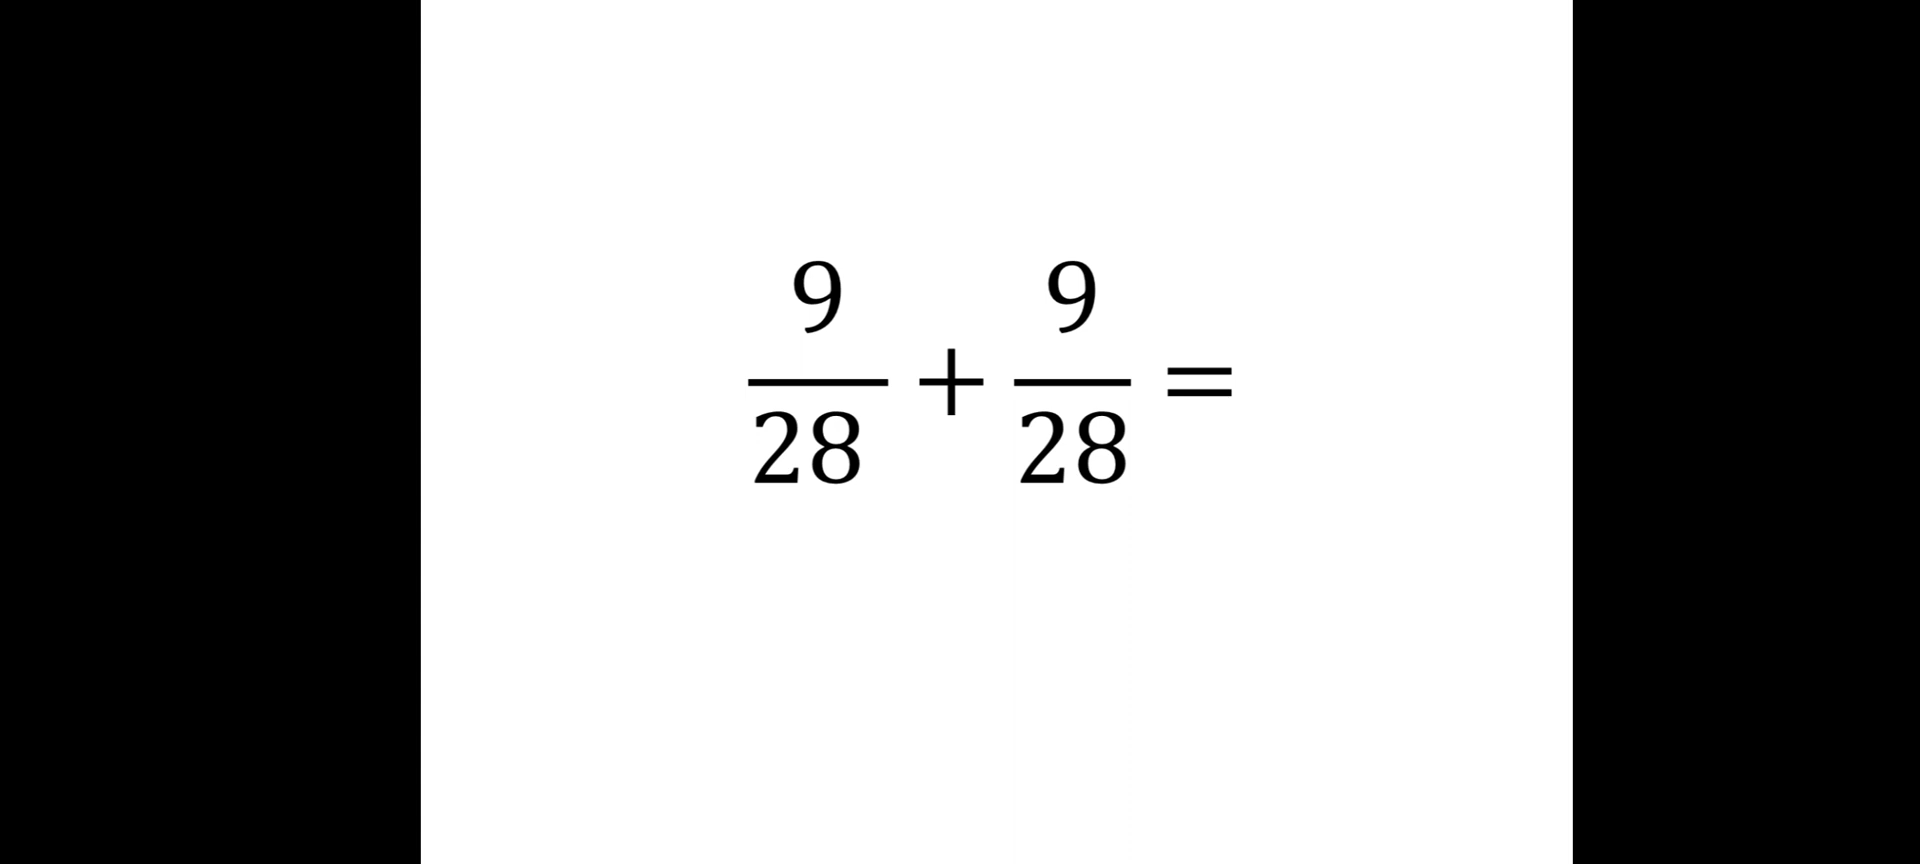 9/28 + 9/28 =